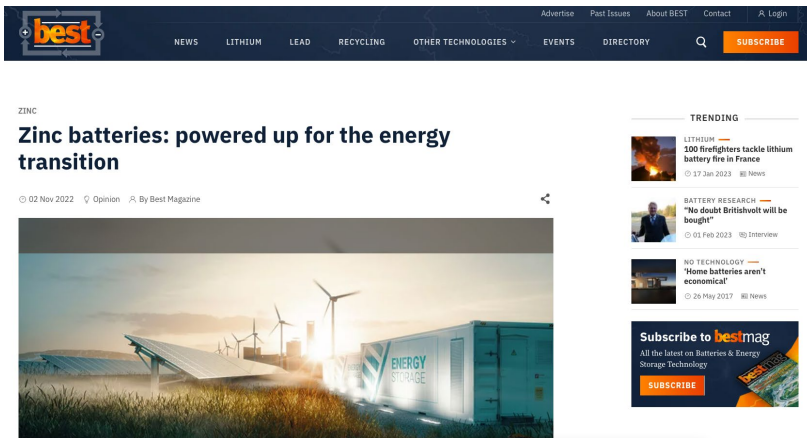 Advertise Past Issues About BEST Contact Login
best
NEWS LITHIUM LEAD RECYCLING OTHER TECHNOLOGIES EVENTS DIRECTORY SUBSCRIBE
ZINC
Zinc batteries: powered up for the energy
transition
02 Nov 2022 Opinion By Best Magazine
ENERGY
STORAGE
TRENDING
LITHIUM
100 firefighters tackle lithium
battery fire in France
17 Jan 2023 News
BATTERY RESEARCH
“No doubt Britishvolt will be
bought”
01 Feb 2023 Interview
NO TECHNOLOGY
‘Home batteries aren’t
economical’
26 May 2017 News
Subscribe to bestmag
All the latest on Batteries & Energy
Storage Technology
SUBSCRIBE